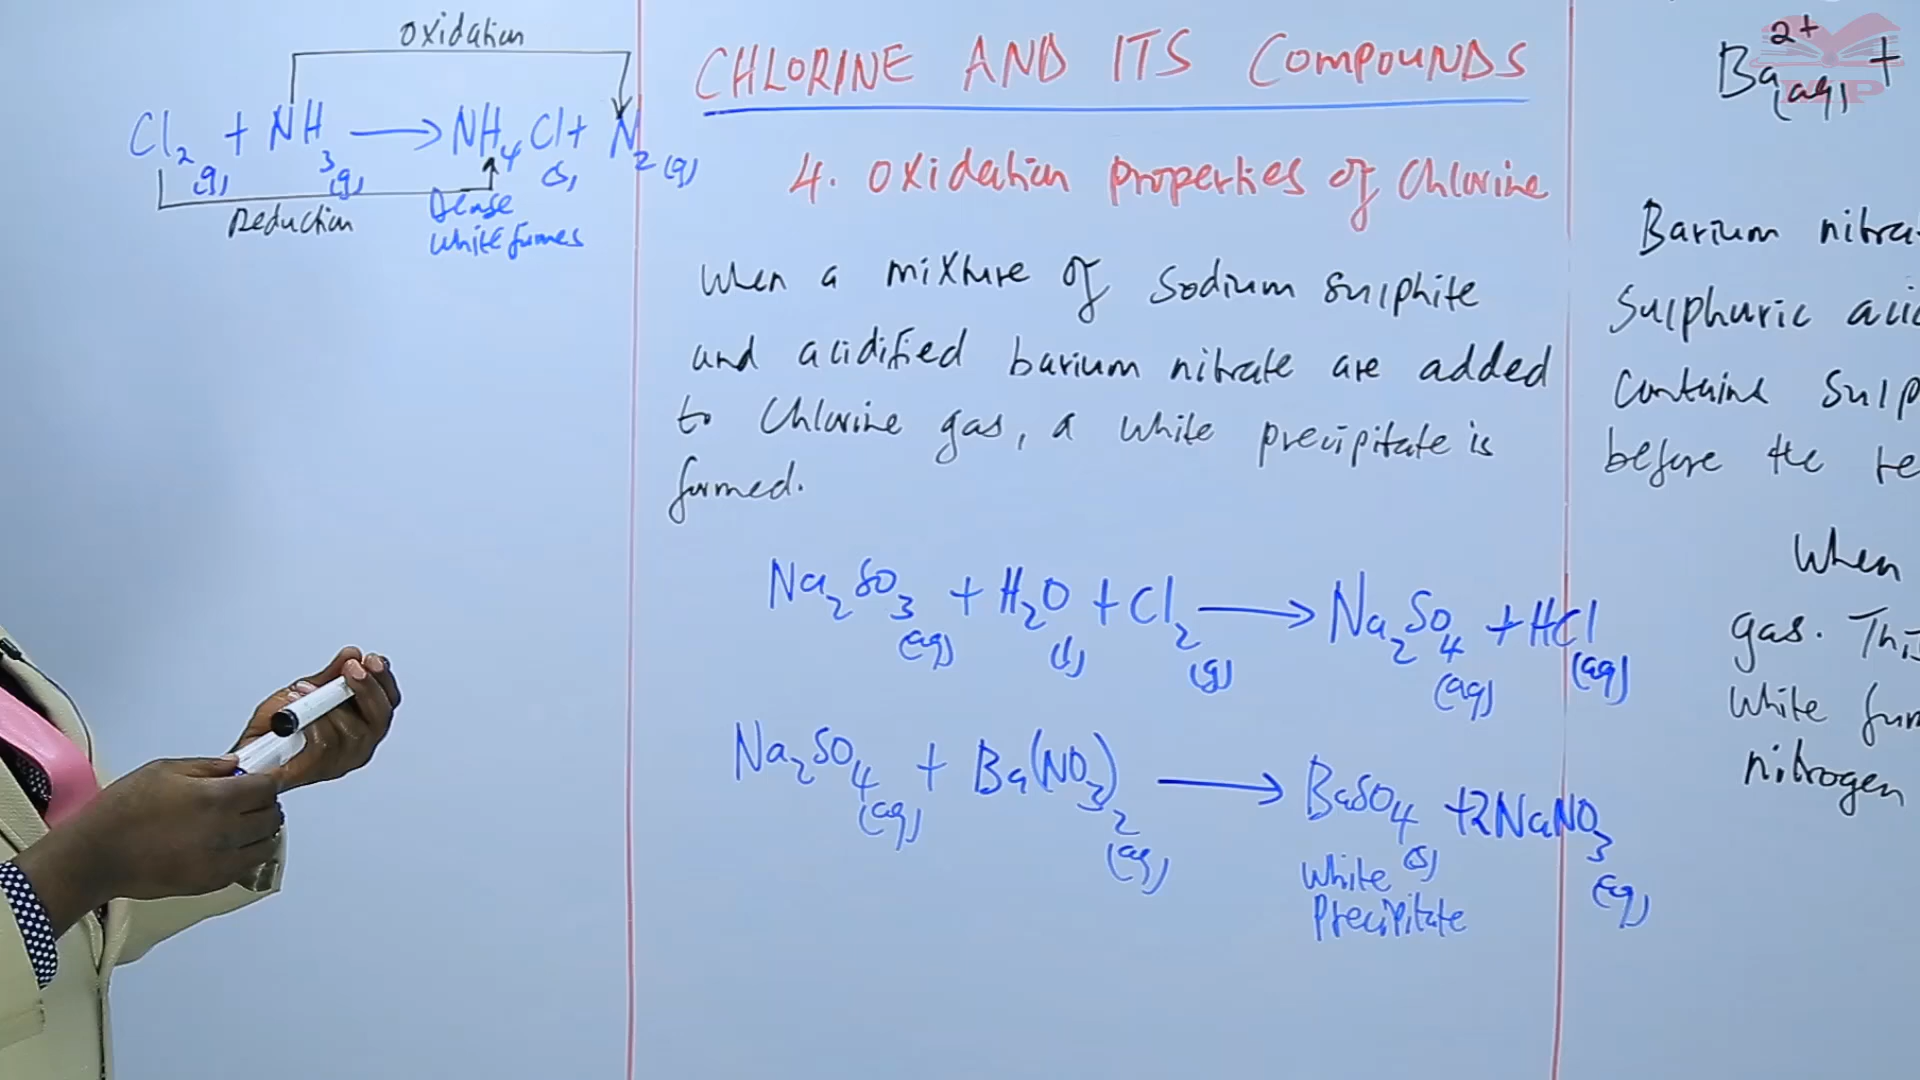 Oxidation
Cl2(g) + NH3(g) → NH4Cl(s) + N2(g)
Reduction
Dense
white fumes
CHLORINE AND ITS COMPOUNDS
4. Oxidation properties of Chlorine
When a mixture of Sodium sulphite
and acidified barium nitrate are added
to Chlorine gas, a white precipitate is
formed.
Na2SO3(aq) + H2O(l) + Cl2(g) → Na2SO4(aq) + HCl(aq)
Na2SO4(aq) + Ba(NO3)2(aq) → BaSO4(s) + 2NaNO3(aq)
White
Precipitate
Ba2+(aq) +
Barium nitra
Sulphuric aci
Contains Sulp
before the re
When
gas. This
White fum
nitrogen